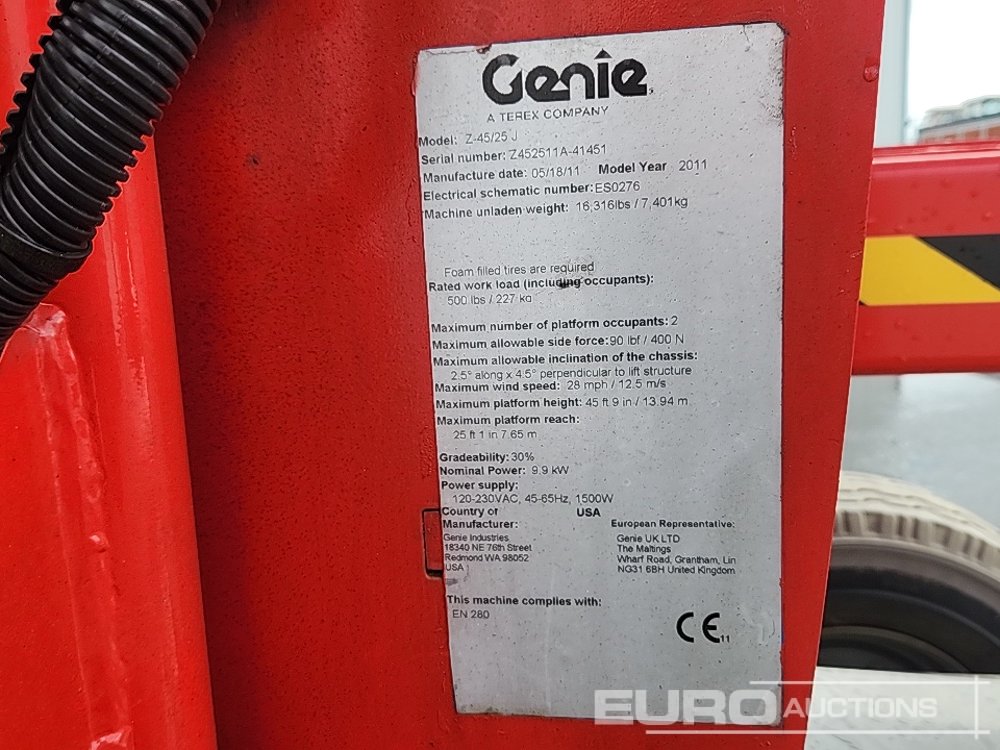 Genie
A TEREX COMPANY
Model: Z-45/25 J
Serial number: Z452511A-41451
Manufacture date: 05/18/11 Model Year 2011
Electrical schematic number: ES0276
Machine unladen weight: 16,316lbs / 7,401kg
Foam filled tires are required
Rated work load (including occupants):
500 lbs / 227 kg
Maximum number of platform occupants: 2
Maximum allowable side force: 90 lbf / 400 N
Maximum allowable inclination of the chassis:
2.5° along x 4.5° perpendicular to lift structure
Maximum wind speed: 28 mph / 12.5 m/s
Maximum platform height: 45 ft 9 in / 13.94 m
Maximum platform reach:
25 ft 1 in 7.65 m
Gradeability: 30%
Nominal Power: 9.9 kW
Power supply:
120-230VAC, 45-65Hz, 1500W
Country of USA
Manufacturer:
Genie Industries
18340 NE 76th Street
Redmond WA 98052
USA
European Representative:
Genie UK LTD
The Maltings
Wharf Road, Grantham, Lin
NG31 6BH United Kingdom
This machine complies with:
EN 280
CE 11
EURO AUCTIONS